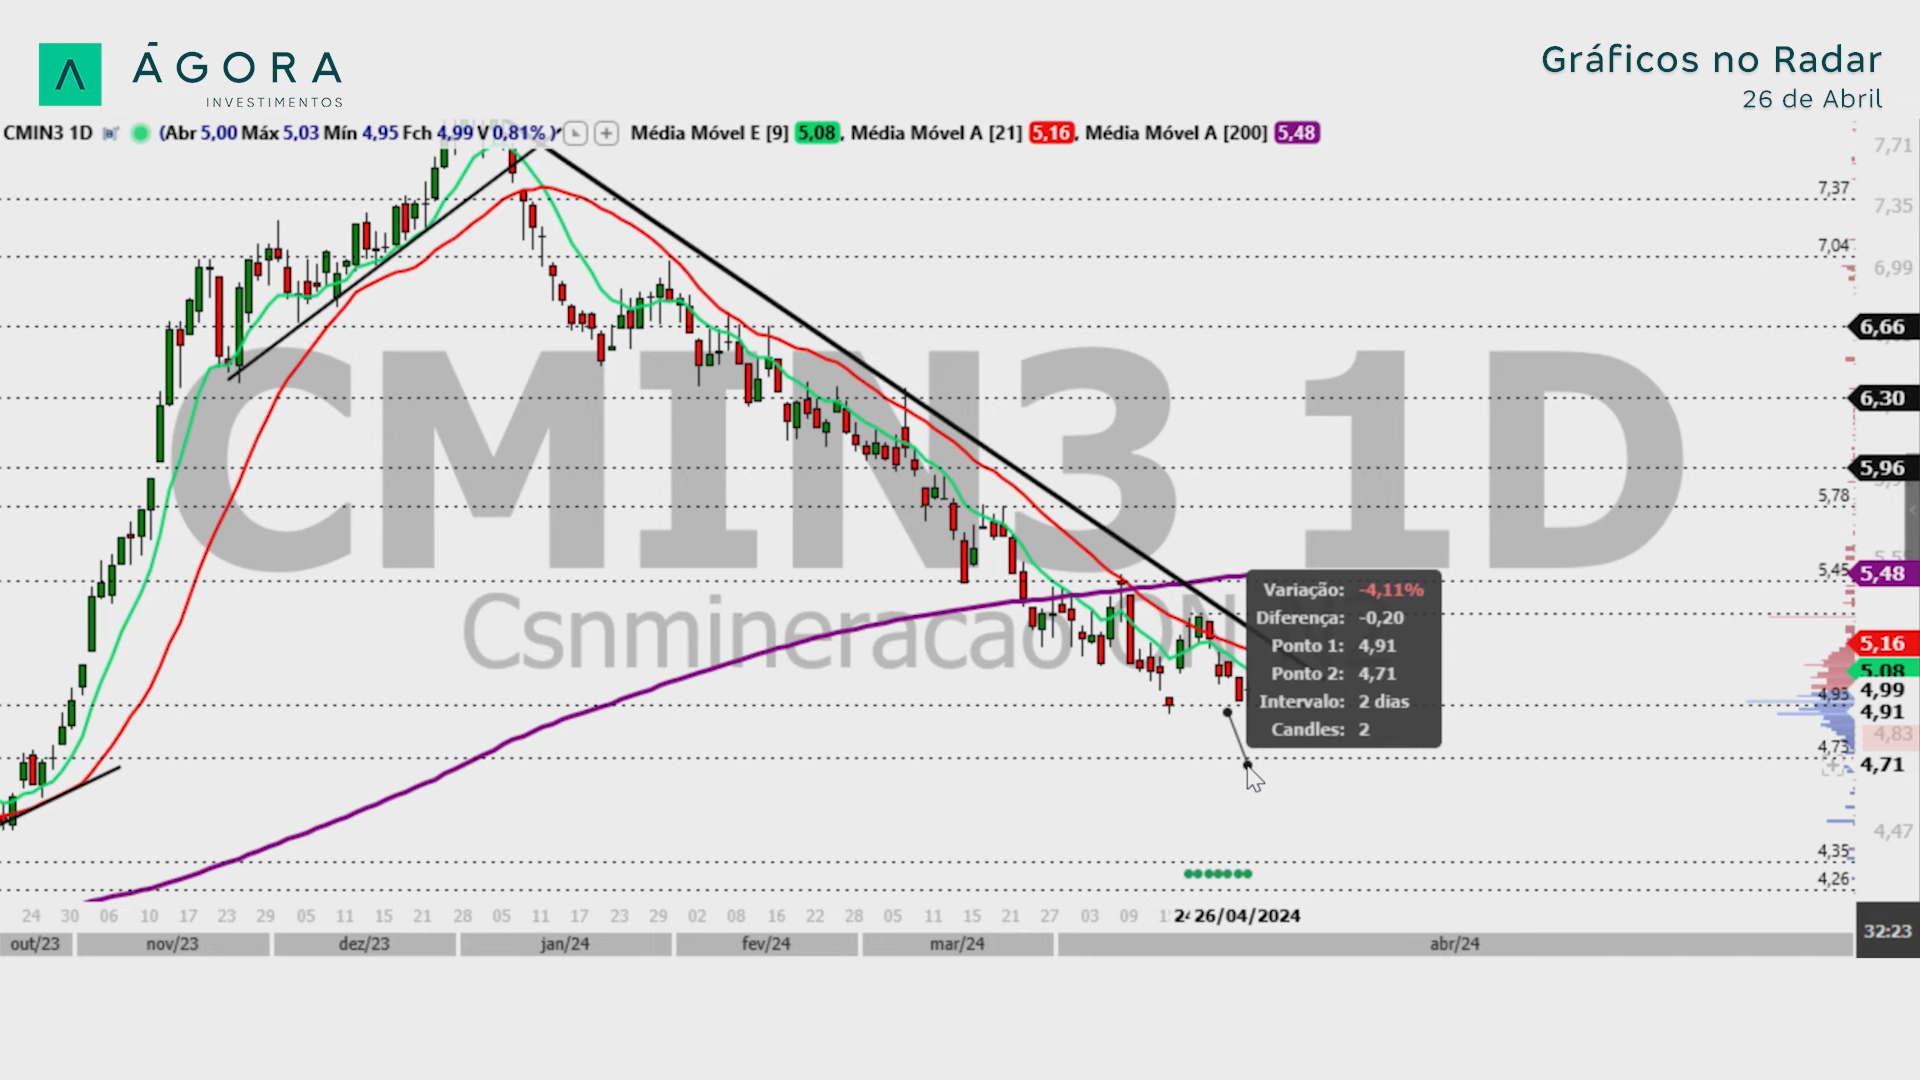 ÁGORA
INVESTIMENTOS
Gráficos no Radar
26 de Abril
CMIN3 1D (Abr 5,00 Máx 5,03 Mín 4,95 Fch 4,99 V 0,81% ) Média Móvel E [9] 5,08, Média Móvel A [21] 5,16, Média Móvel A [200] 5,48
7,71
7,37
7,35
7,04
6,99
6,66
6,30
5,96
5,78
5,55
5,45
5,48
5,16
5,08
4,99
4,95
4,91
4,83
4,73
4,71
4,47
4,35
4,26
CMIN3 1D
Csnmineracao
Variação: -4,11%
Diferença: -0,20
Ponto 1: 4,91
Ponto 2: 4,71
Intervalo: 2 dias
Candles: 2
24 30 06 10 17 23 29 05 11 15 21 28 05 11 17 23 29 02 08 16 22 28 05 11 15 21 27 03 09 26/04/2024
out/23 nov/23 dez/23 jan/24 fev/24 mar/24 abr/24
32:23